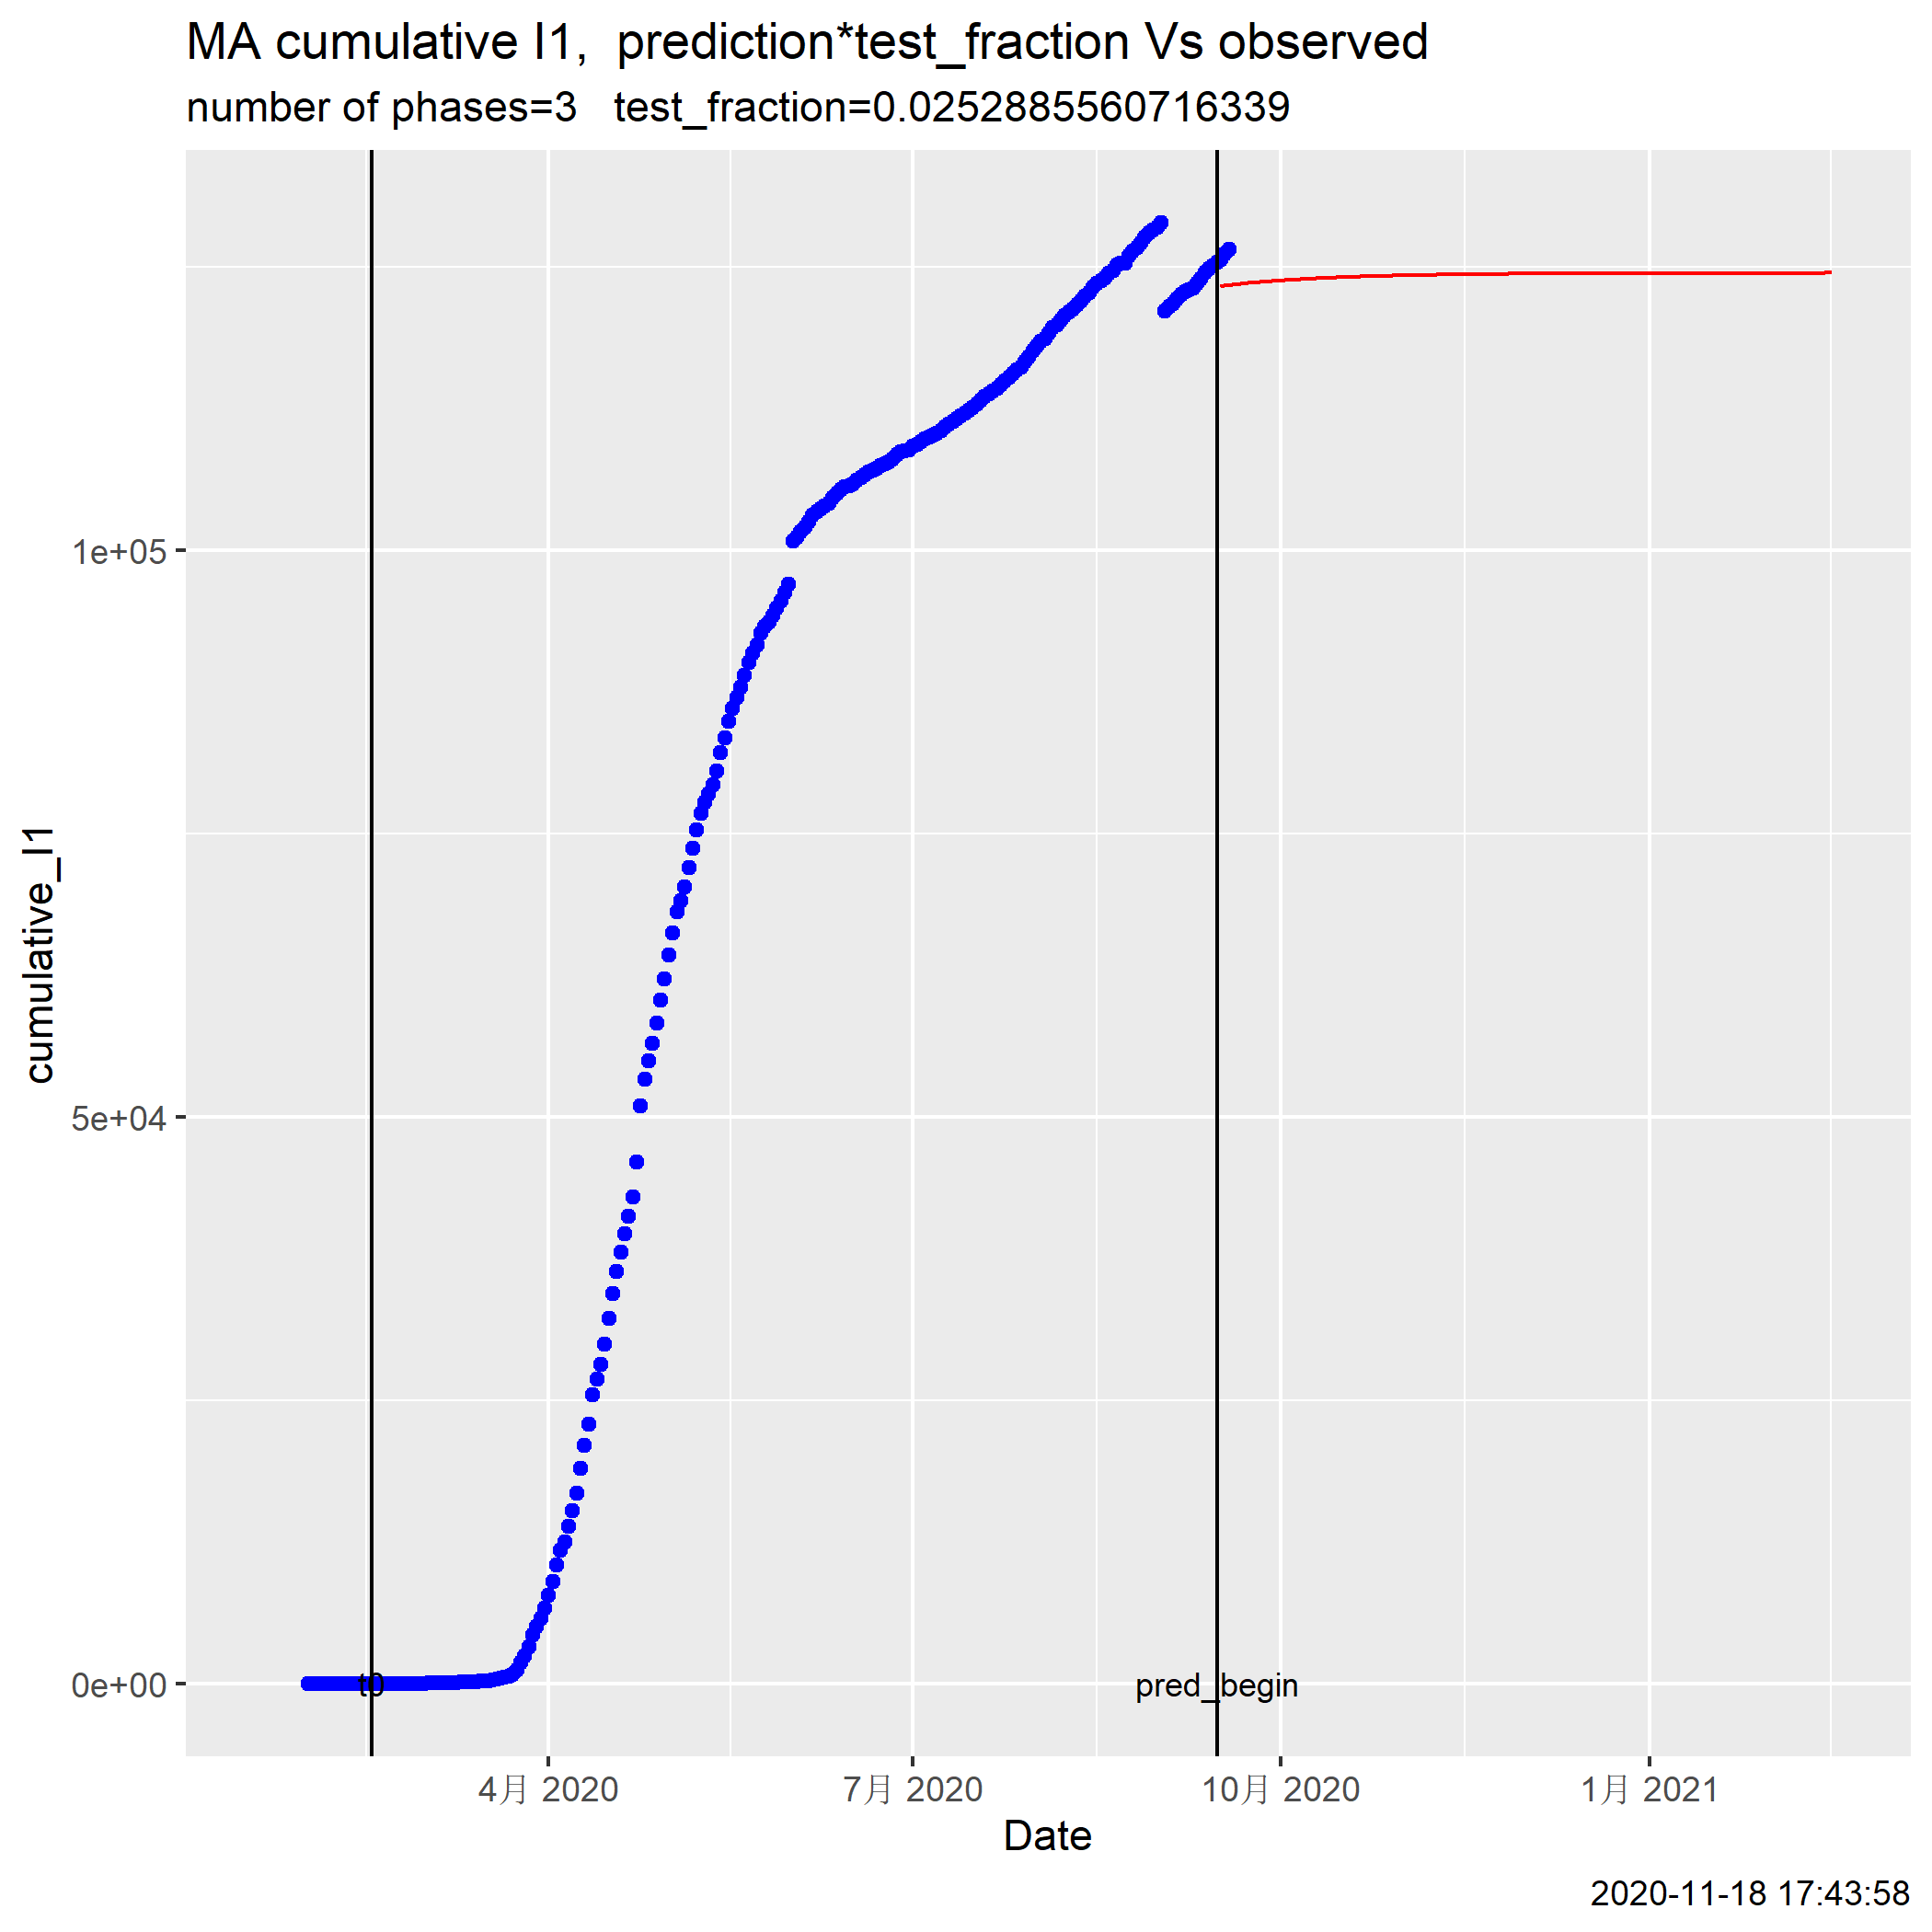 MA cumulative I1,  prediction*test_fraction Vs observed
number of phases=3   test_fraction=0.0252885560716339
cumulative_I1
1e+05
5e+04
0e+00
t0
pred_begin
4月 2020
7月 2020
10月 2020
1月 2021
Date
2020-11-18 17:43:58